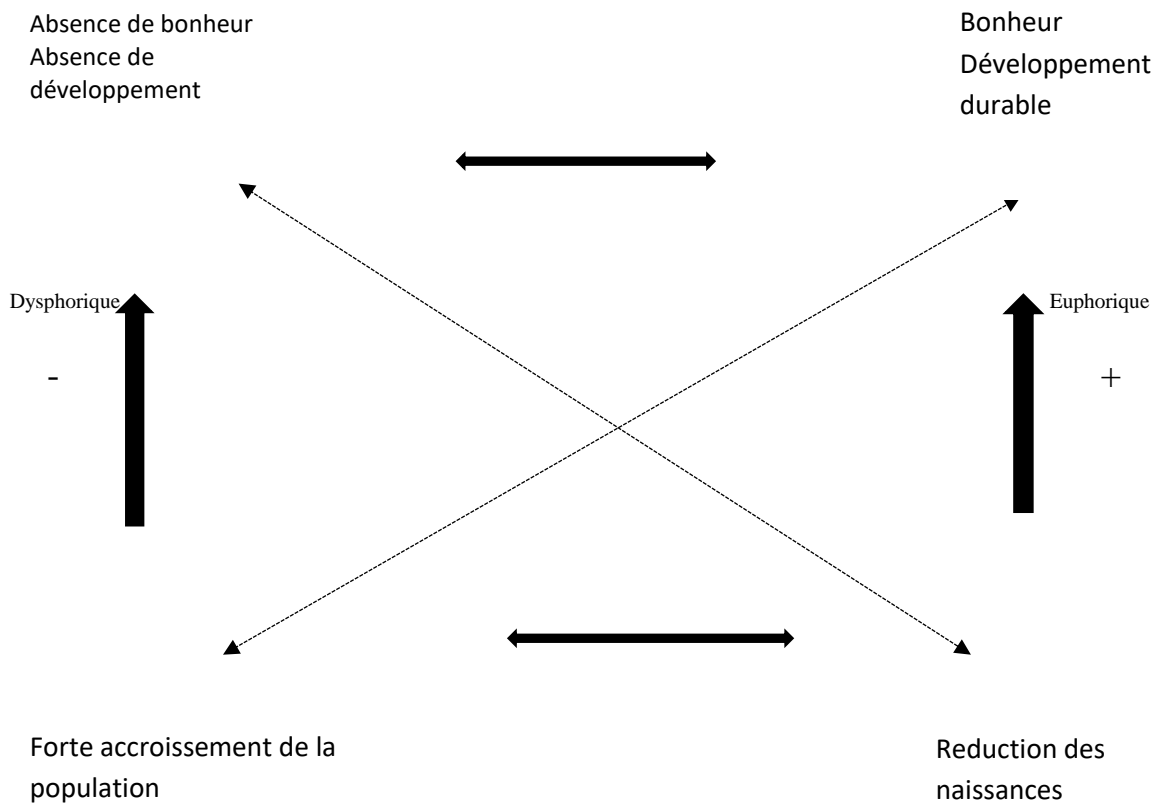 Absence de bonheur
Absence de
développement
Bonheur
Développement
durable
Dysphorique
-
Euphorique
+
Forte accroissement de la
population
Reduction des
naissances